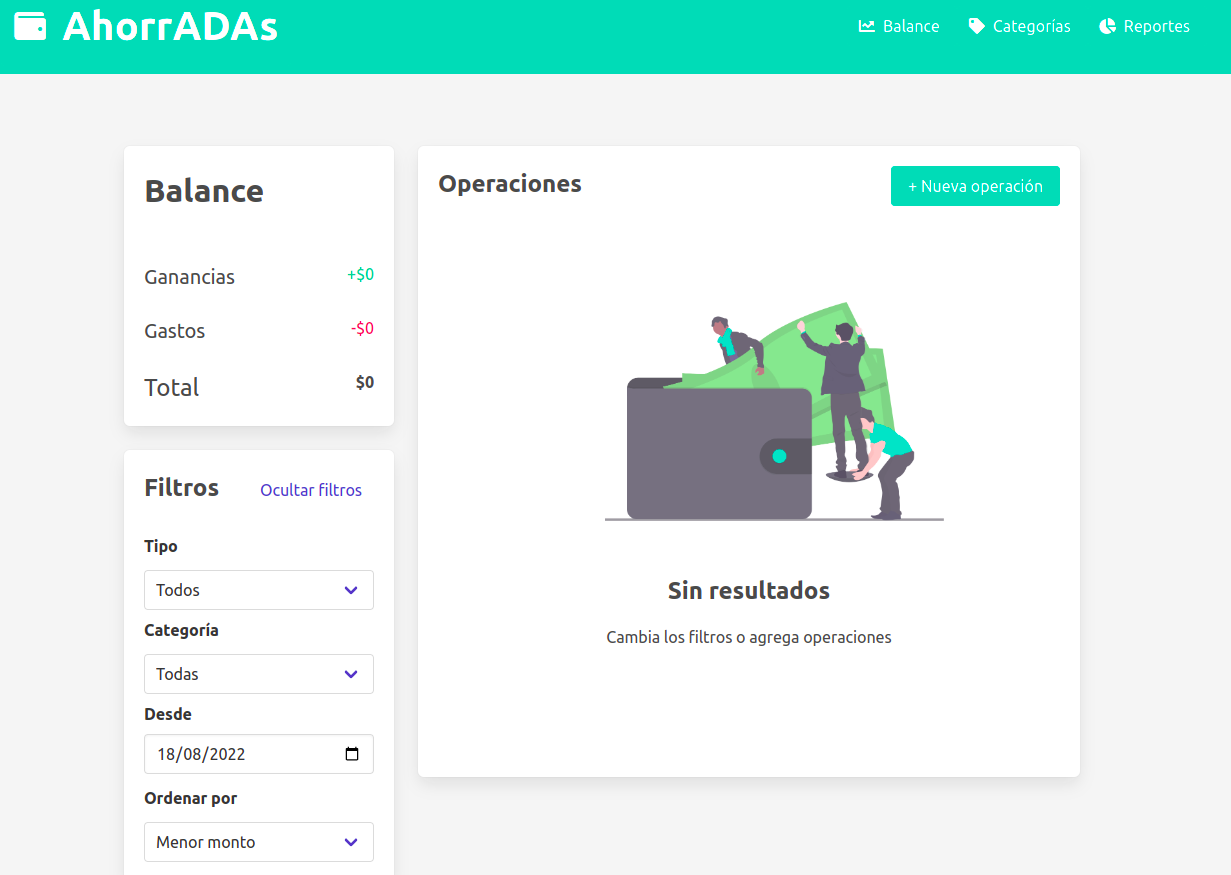 AhorrADAs
Balance
Categorías
Reportes
Balance
Ganancias +$0
Gastos -$0
Total $0
Filtros Ocultar filtros
Tipo
Todos
Categoría
Todas
Desde
18/08/2022
Ordenar por
Menor monto
Operaciones
+ Nueva operación
Sin resultados
Cambia los filtros o agrega operaciones